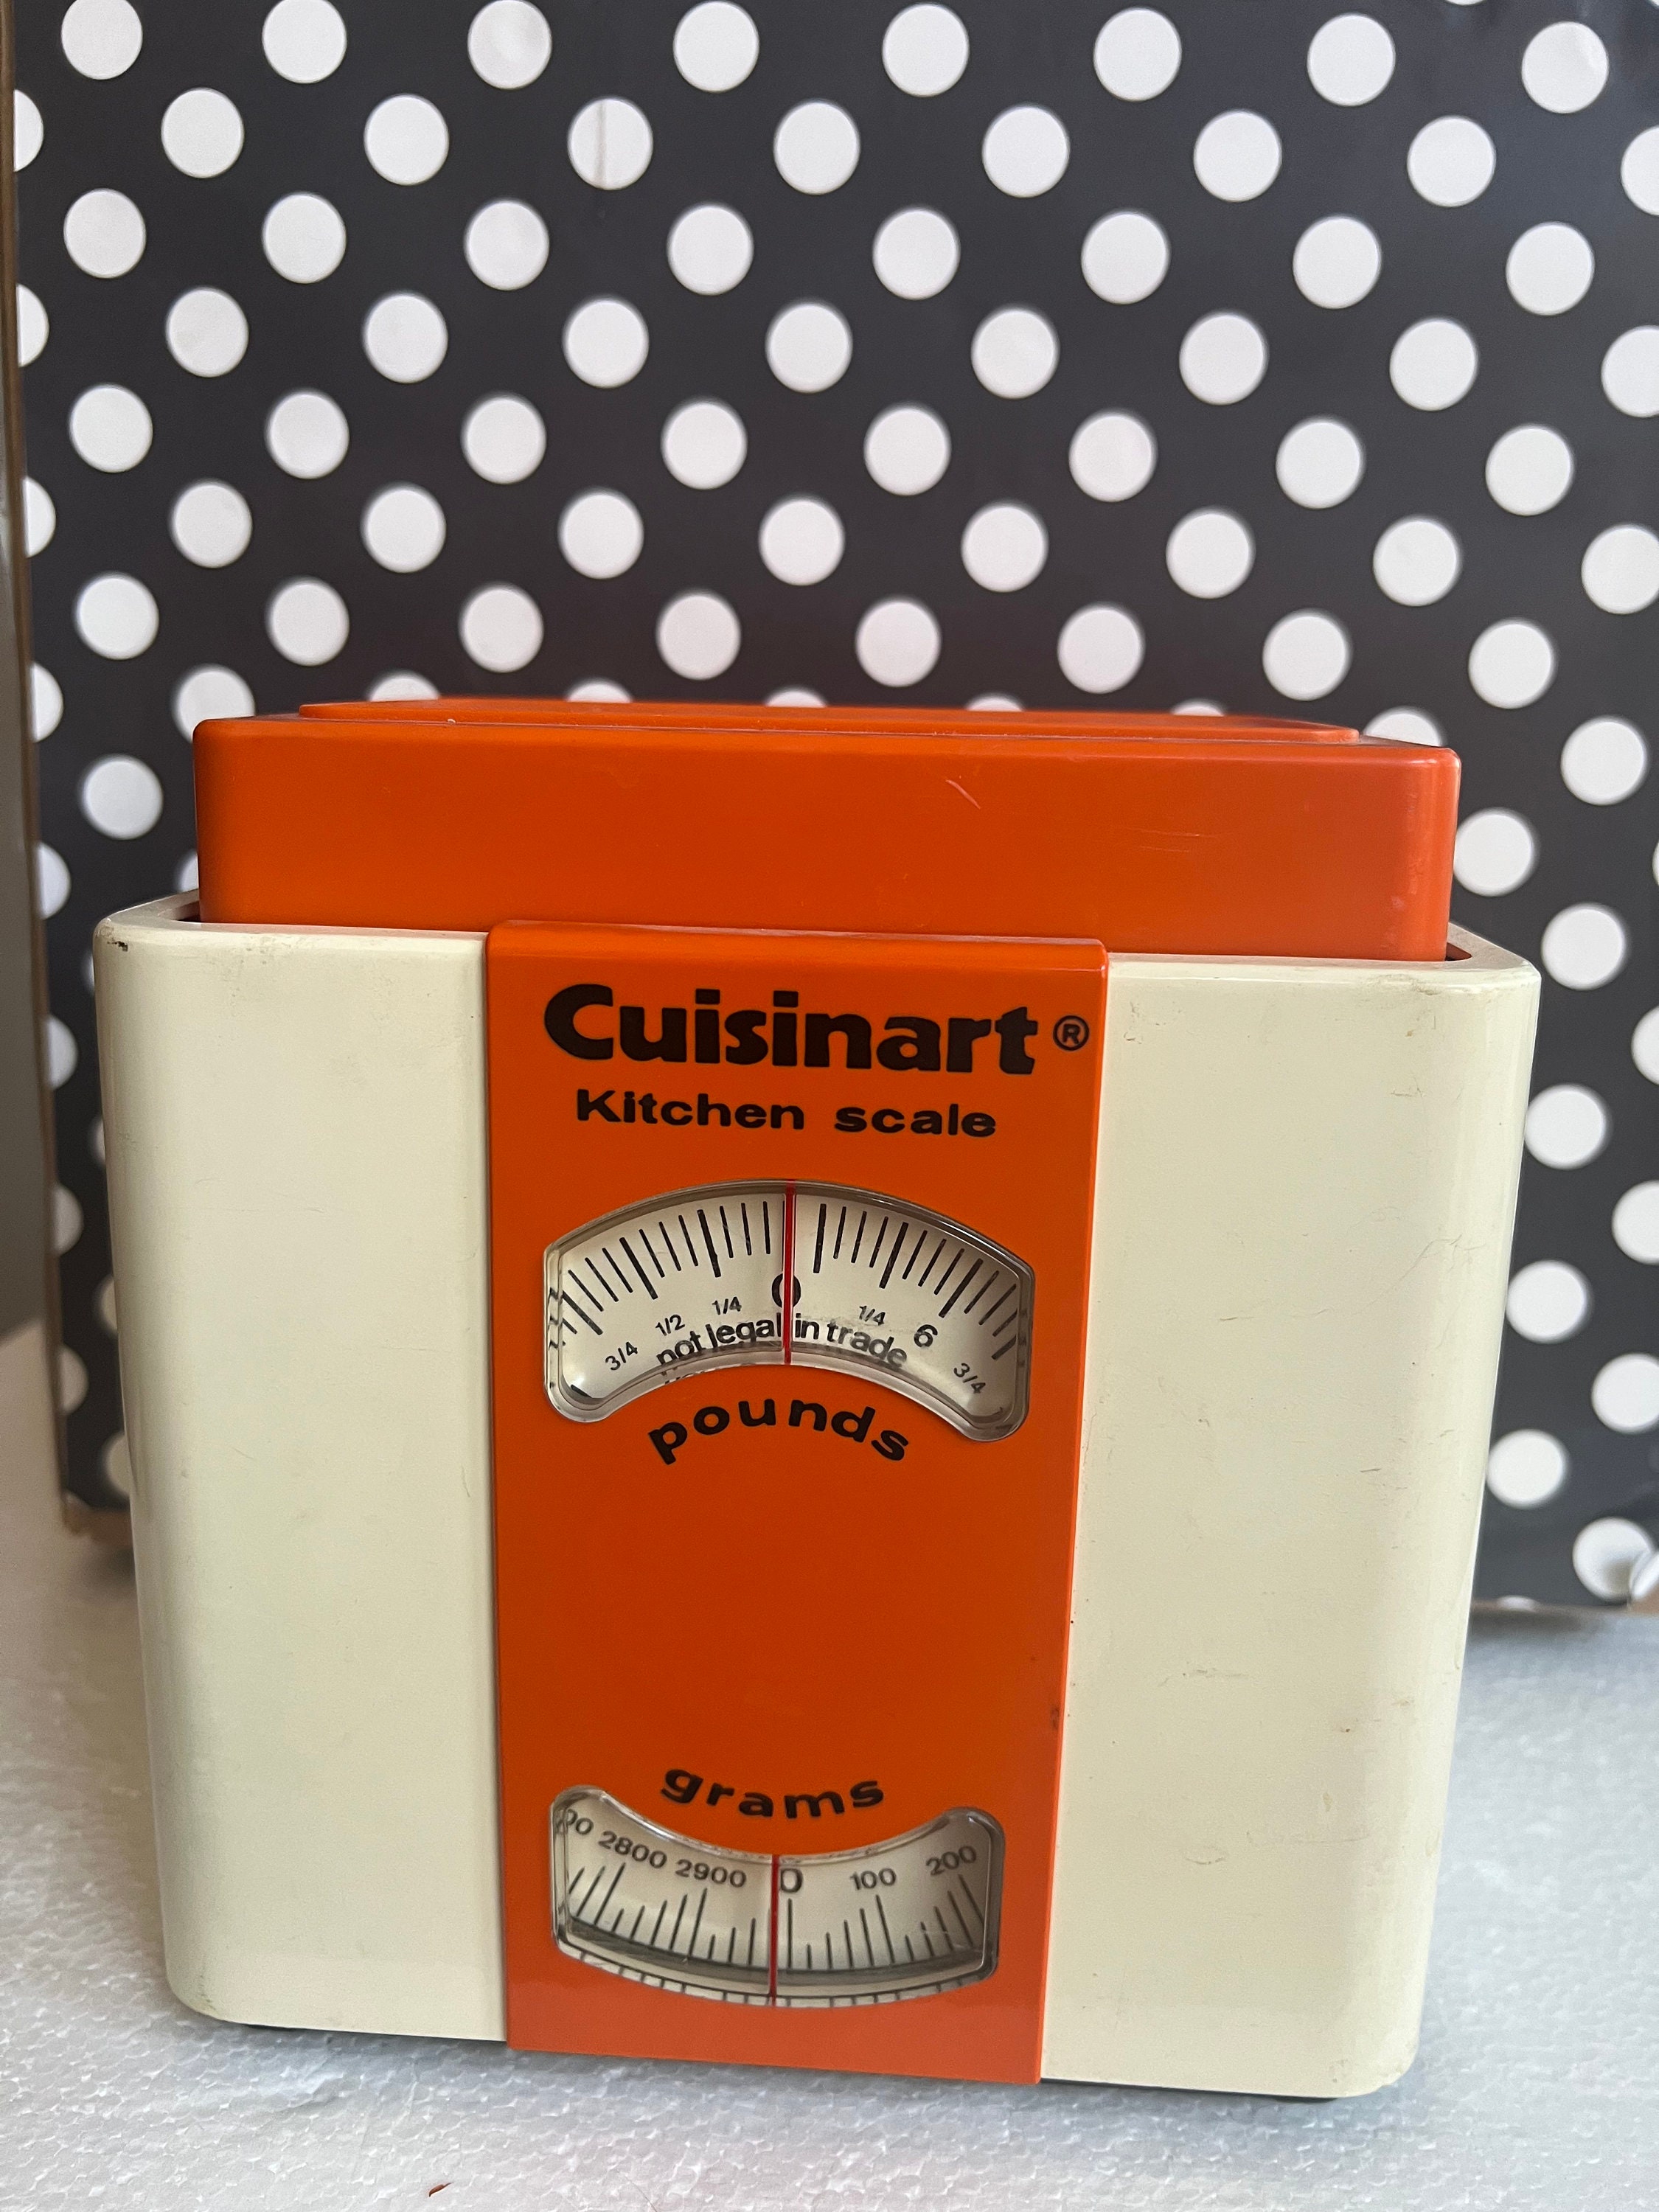 Cuisinart®
Kitchen scale
3/4 1/2 1/4 0 1/4 6 3/4
not legal in trade
pounds
grams
2800 2900 0 100 200